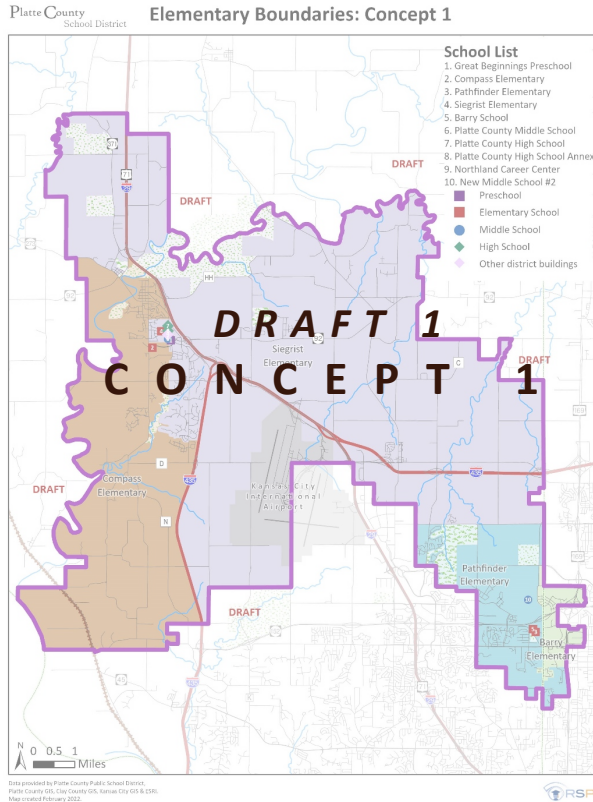 Platte County
School District
Elementary Boundaries: Concept 1
School List
1. Great Beginnings Preschool
2. Compass Elementary
3. Pathfinder Elementary
4. Siegrist Elementary
5. Barry School
6. Platte County Middle School
7. Platte County High School
8. Platte County High School Annex
9. Northland Career Center
10. New Middle School #2
Preschool
Elementary School
Middle School
High School
Other district buildings
DRAFT
71
DRAFT
HH
DRAFT 1
92
Siegrist
Elementary
C
DRAFT
CONCEPT 1
D
Compass
Elementary
435
435
DRAFT
Kansas City
International
Airport
N
Pathfinder
Elementary
DRAFT
Barry
Elementary
N
0 0.5 1
Miles
Data provided by Platte County Public School District,
Platte County GIS, Clay County GIS, Kansas City GIS & ESRI.
Map created February 2022.
RSP